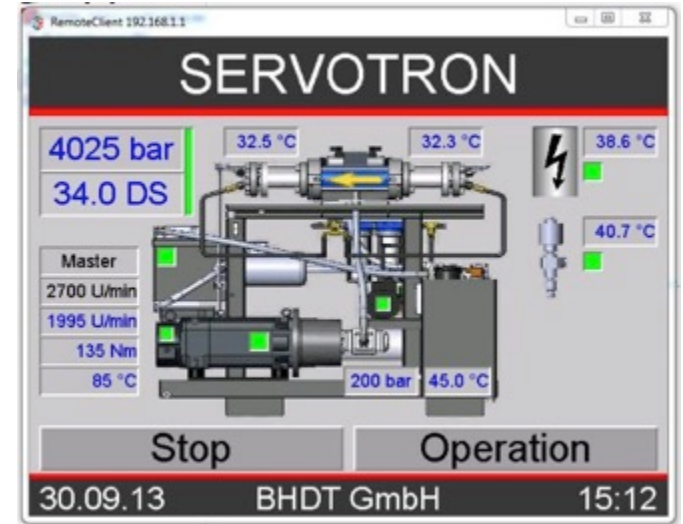 RemoteClient 192.168.1.1
SERVOTRON
4025 bar
34.0 DS
32.5 °C
32.3 °C
38.6 °C
40.7 °C
Master
2700 U/min
1995 U/min
135 Nm
85 °C
200 bar
45.0 °C
Stop
Operation
30.09.13
BHDT GmbH
15:12